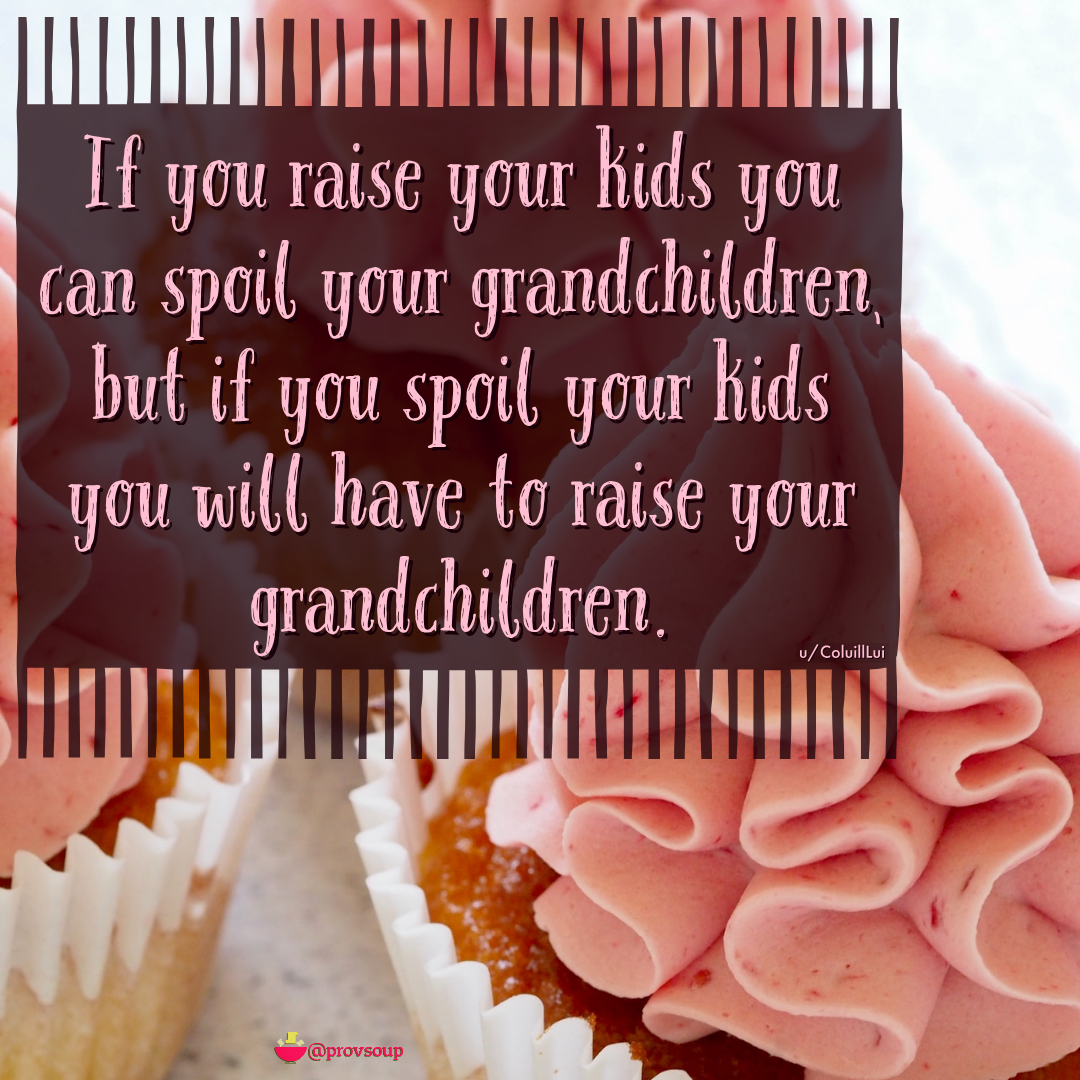 If you raise your kids you
can spoil your grandchildren,
but if you spoil your kids
you will have to raise your
grandchildren.
u/ColuillLui
@provsoup